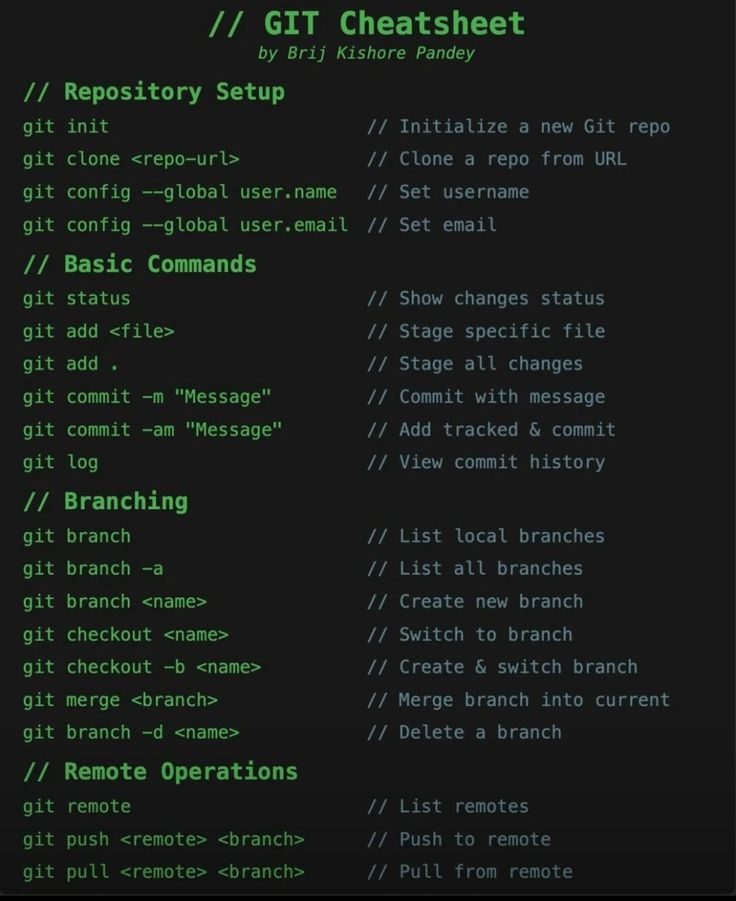 // GIT Cheatsheet
by Brij Kishore Pandey
// Repository Setup
git init // Initialize a new Git repo
git clone <repo-url> // Clone a repo from URL
git config --global user.name // Set username
git config --global user.email // Set email
// Basic Commands
git status // Show changes status
git add <file> // Stage specific file
git add . // Stage all changes
git commit -m "Message" // Commit with message
git commit -am "Message" // Add tracked & commit
git log // View commit history
// Branching
git branch // List local branches
git branch -a // List all branches
git branch <name> // Create new branch
git checkout <name> // Switch to branch
git checkout -b <name> // Create & switch branch
git merge <branch> // Merge branch into current
git branch -d <name> // Delete a branch
// Remote Operations
git remote // List remotes
git push <remote> <branch> // Push to remote
git pull <remote> <branch> // Pull from remote